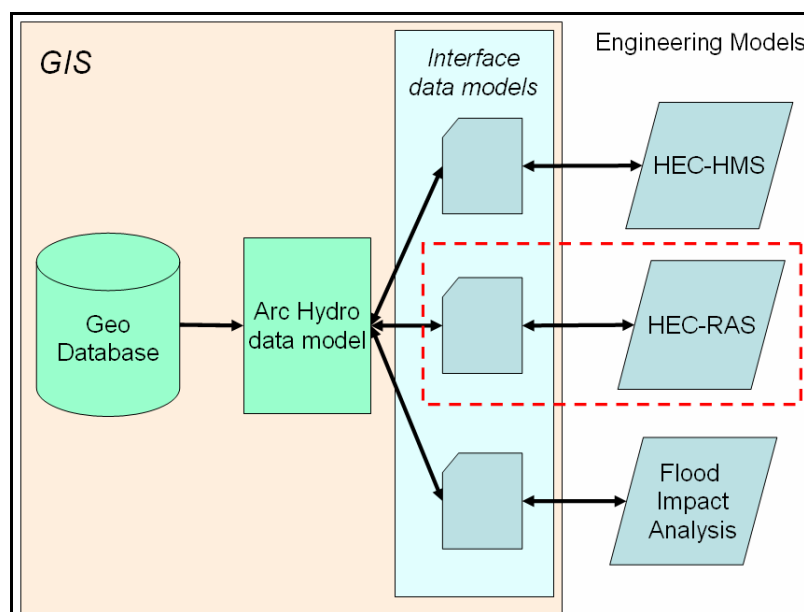 GIS
Interface
data models
Engineering Models
HEC-HMS
Geo
Database
Arc Hydro
data model
HEC-RAS
Flood
Impact
Analysis